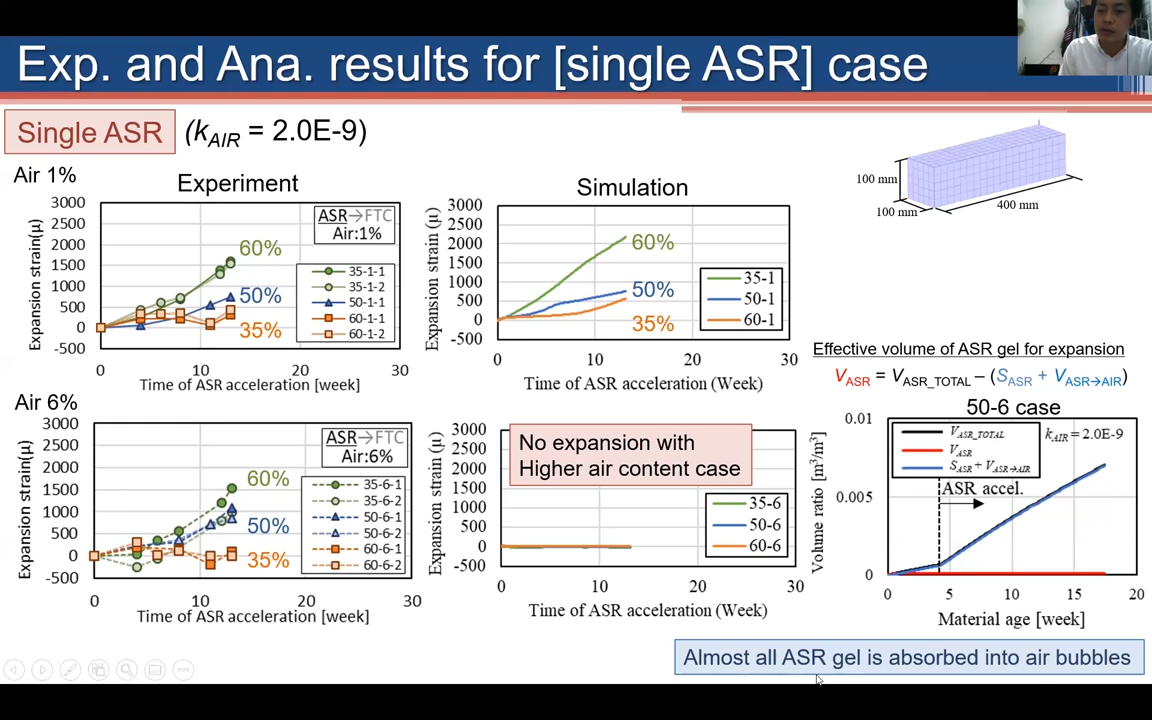 Exp. and Ana. results for [single ASR] case
Single ASR
(kAIR = 2.0E-9)
100 mm
100 mm
400 mm
Air 1%
Experiment
Expansion strain(μ)
3000
2500
2000
1500
1000
500
0
-500
0
10
20
30
Time of ASR acceleration [week]
ASR→FTC
Air:1%
60%
50%
35%
35-1-1
35-1-2
50-1-1
60-1-1
60-1-2
Simulation
Expansion strain (μ)
3000
2500
2000
1500
1000
500
0
-500
0
10
20
30
Time of ASR acceleration (Week)
60%
50%
35%
35-1
50-1
60-1
Air 6%
Expansion strain(μ)
3000
2500
2000
1500
1000
500
0
-500
0
10
20
30
Time of ASR acceleration [week]
ASR→FTC
Air:6%
60%
50%
35%
35-6-1
35-6-2
50-6-1
50-6-2
60-6-1
60-6-2
Expansion strain (μ)
3000
2500
2000
1500
1000
500
0
-500
0
10
20
30
Time of ASR acceleration (Week)
No expansion with
Higher air content case
35-6
50-6
60-6
Effective volume of ASR gel for expansion
VASR = VASR_TOTAL – (SASR + VASR→AIR)
50-6 case
Volume ratio [m³/m³]
0.01
0.005
0
0
5
10
15
20
Material age [week]
VASR_TOTAL
VASR
SASR + VASR→AIR
kAIR = 2.0E-9
ASR accel.
Almost all ASR gel is absorbed into air bubbles